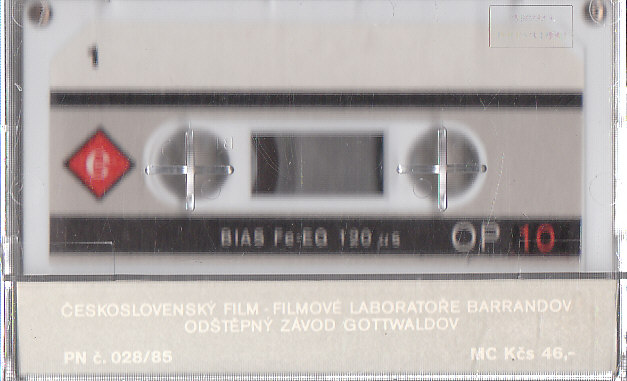 1
e
BIAS Fe-EQ 120 µs
OP 10
ČESKOSLOVENSKÝ FILM - FILMOVÉ LABORATOŘE BARRANDOV
ODŠTĚPNÝ ZÁVOD GOTTWALDOV
PN č. 028/85
MC Kčs 46,-